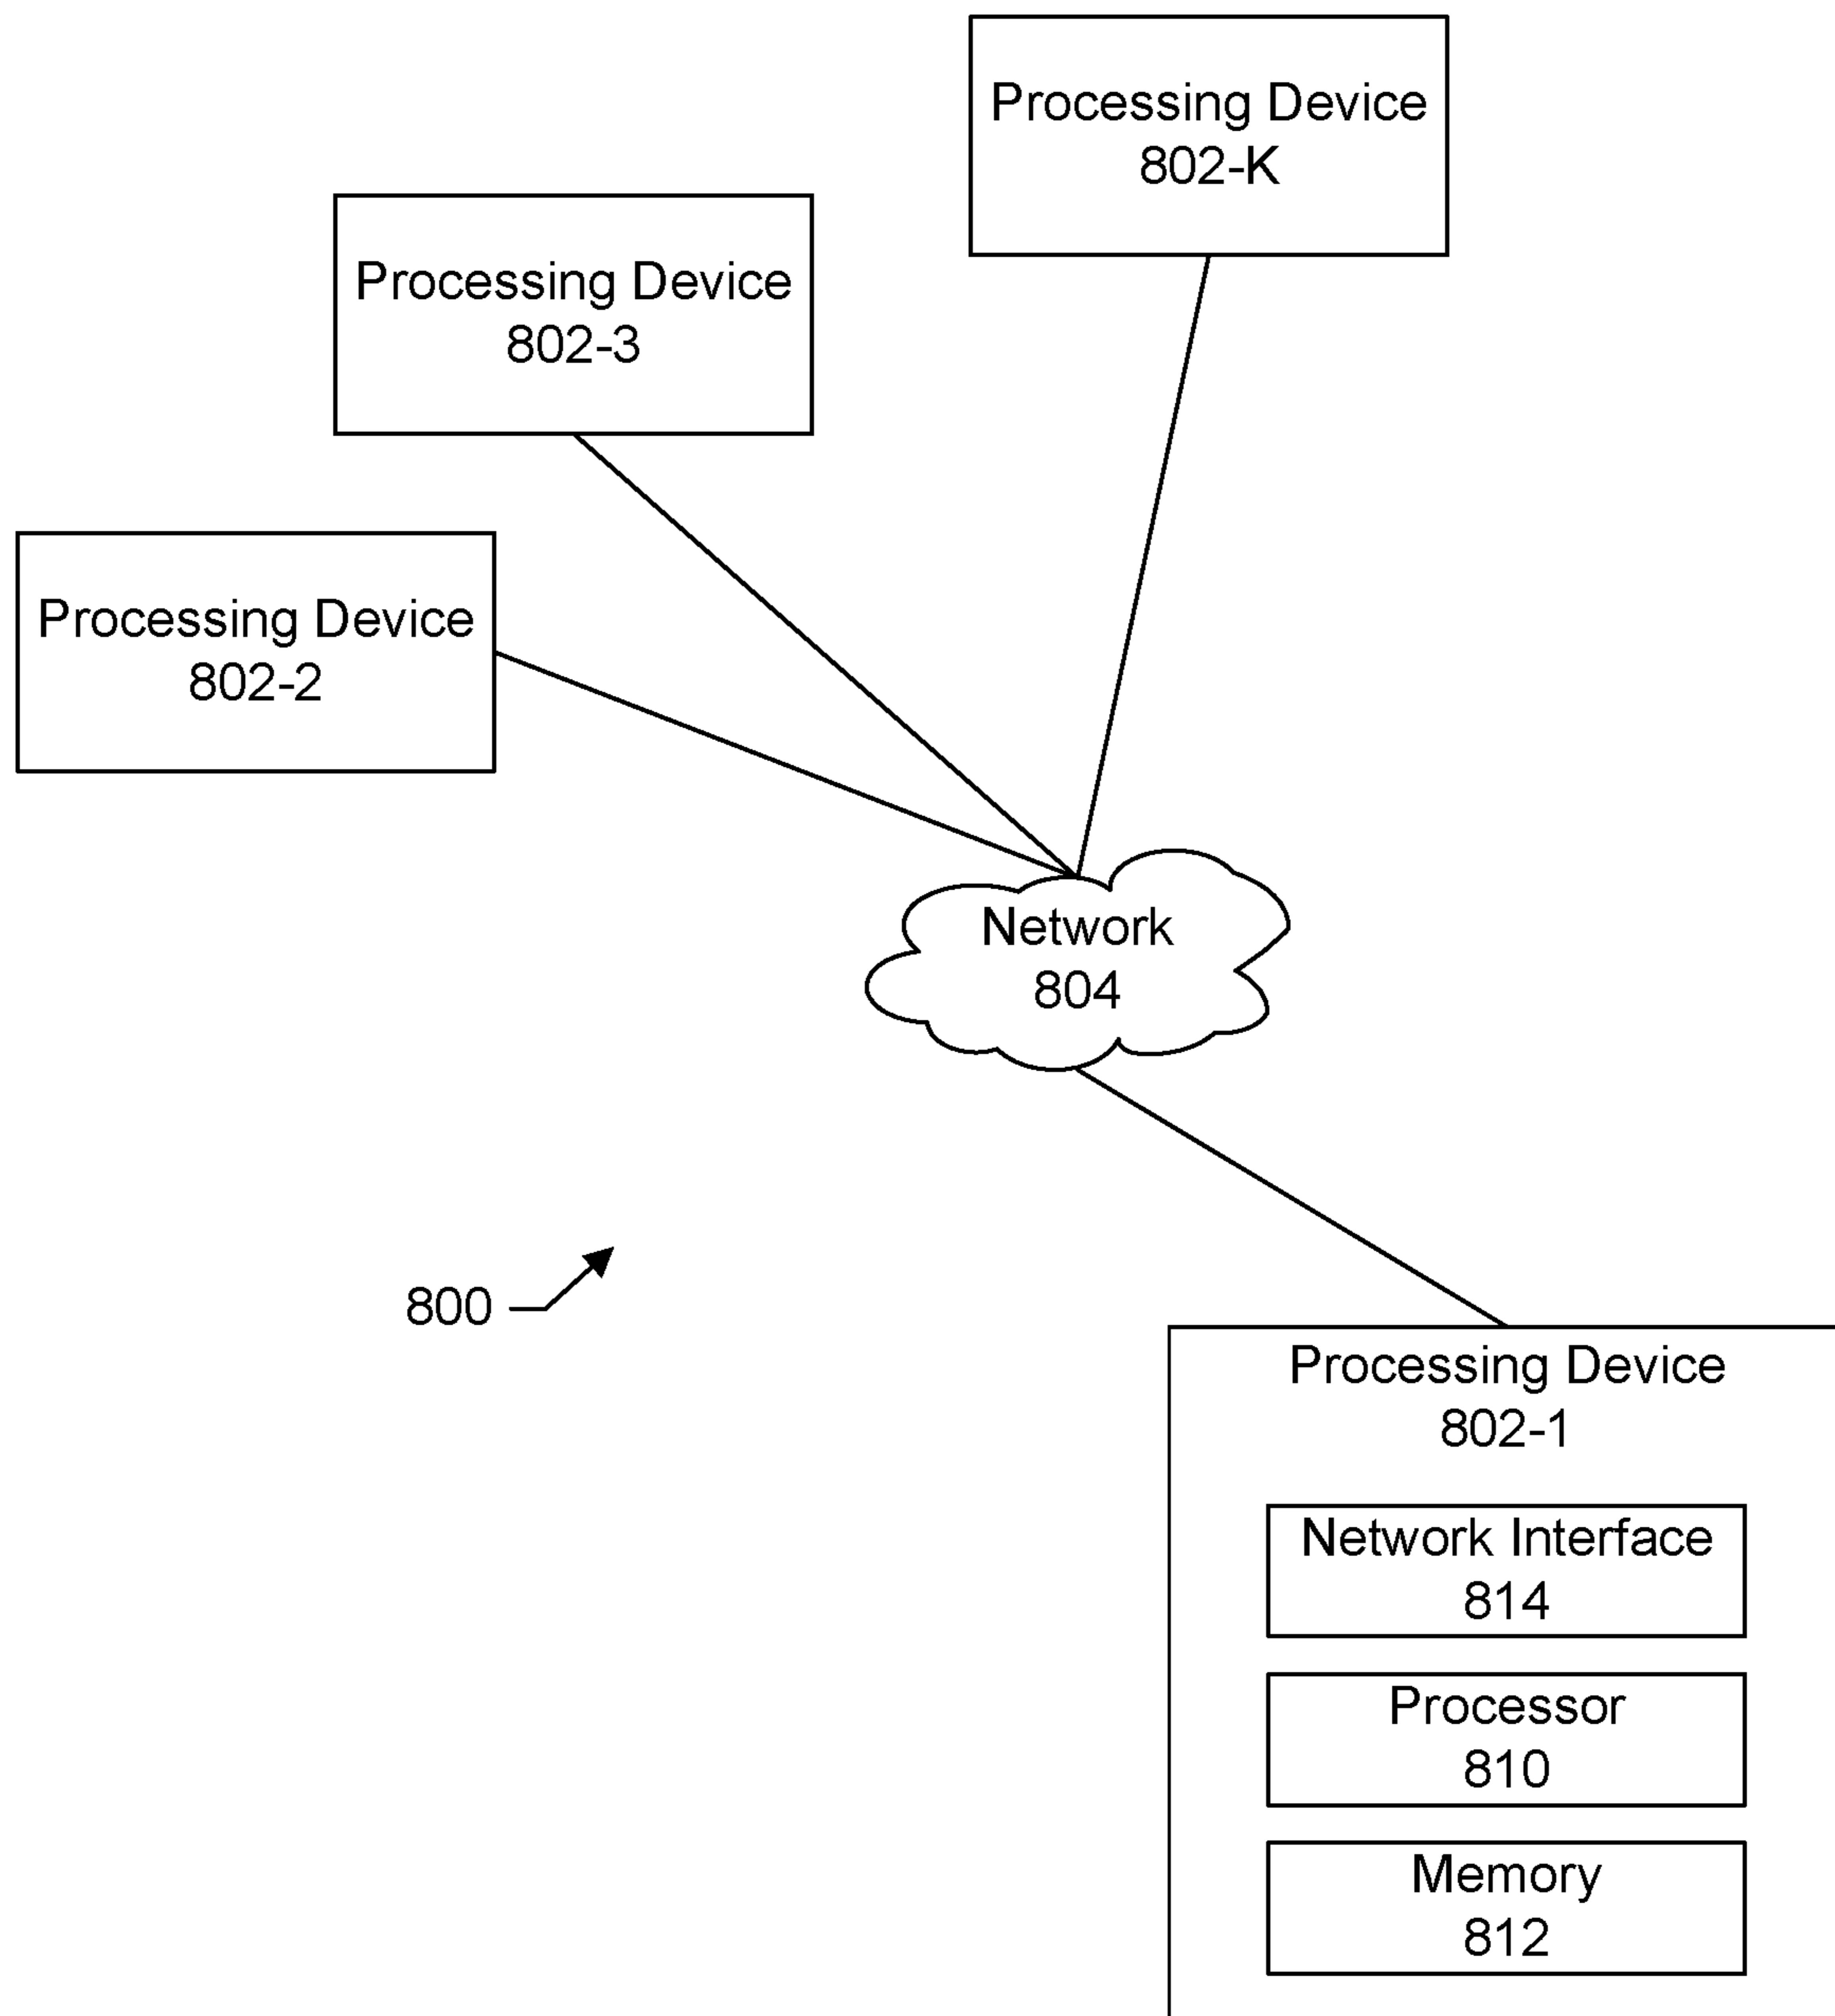 Processing Device
802-K
Processing Device
802-3
Processing Device
802-2
Network
804
800
Processing Device
802-1
Network Interface
814
Processor
810
Memory
812